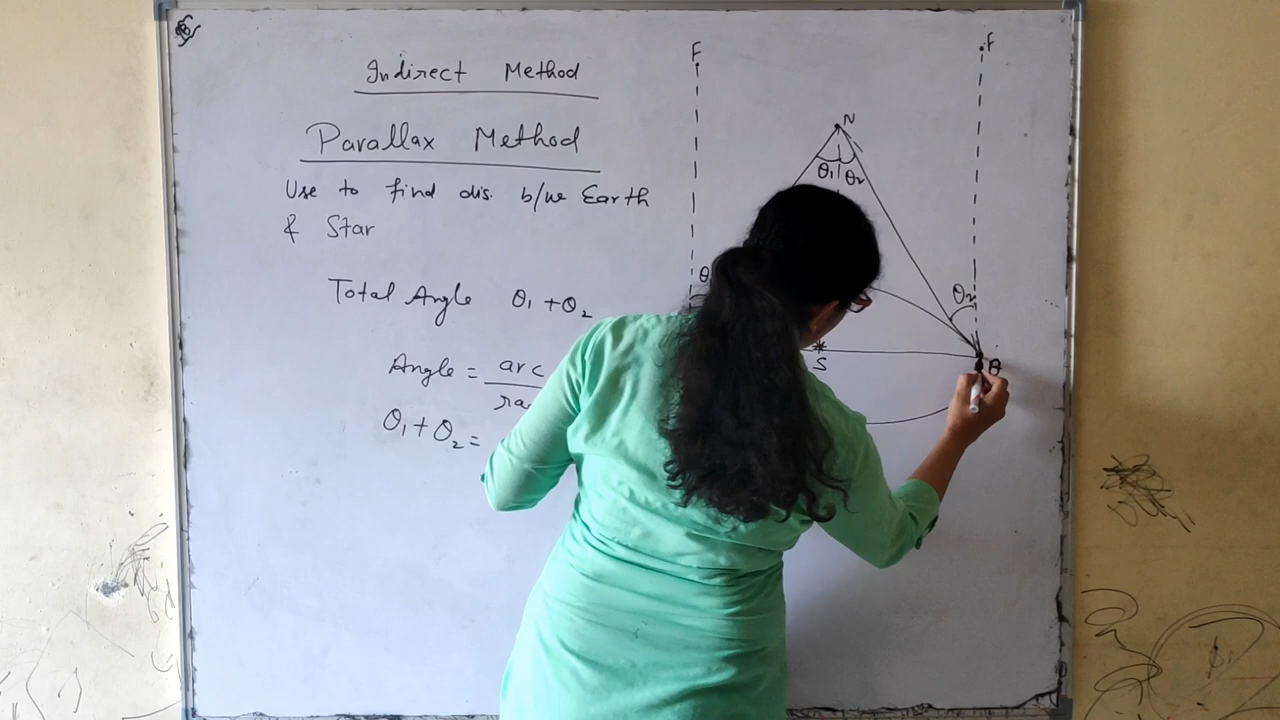 Indirect Method
Parallax Method
Use to find dis. b/w Earth
& Star
Total Angle θ₁ + θ₂
Angle = arc
θ₁ + θ₂ =
F
F
N
θ₁ θ₂
θ
θ₂
S
B